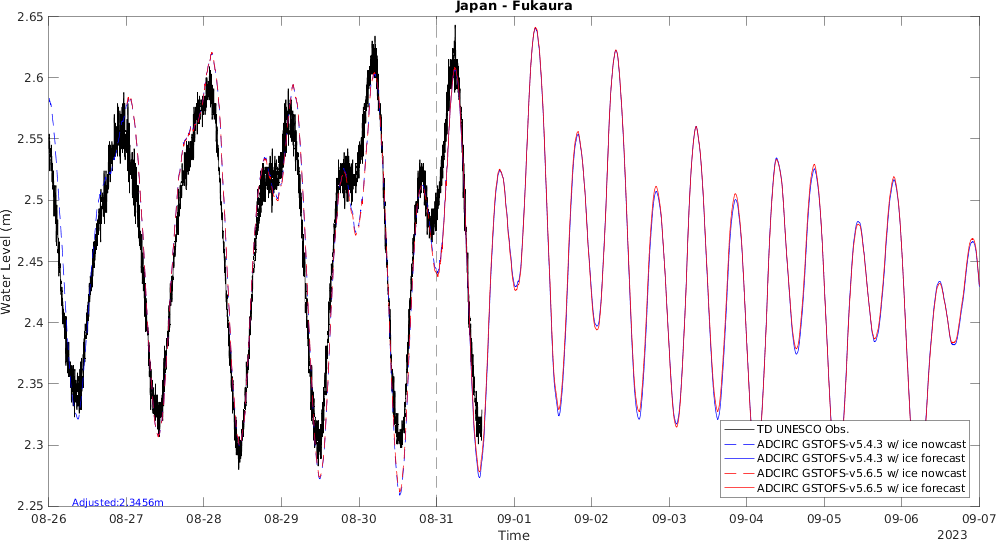 Japan - Fukaura
2.65
2.6
2.55
2.5
2.45
2.4
2.35
2.3
2.25
Water Level (m)
Adjusted:2.3456m
TD UNESCO Obs.
ADCIRC GSTOFS-v5.4.3 w/ ice nowcast
ADCIRC GSTOFS-v5.4.3 w/ ice forecast
ADCIRC GSTOFS-v5.6.5 w/ ice nowcast
ADCIRC GSTOFS-v5.6.5 w/ ice forecast
08-26 08-27 08-28 08-29 08-30 08-31 09-01 09-02 09-03 09-04 09-05 09-06 09-07
Time
2023